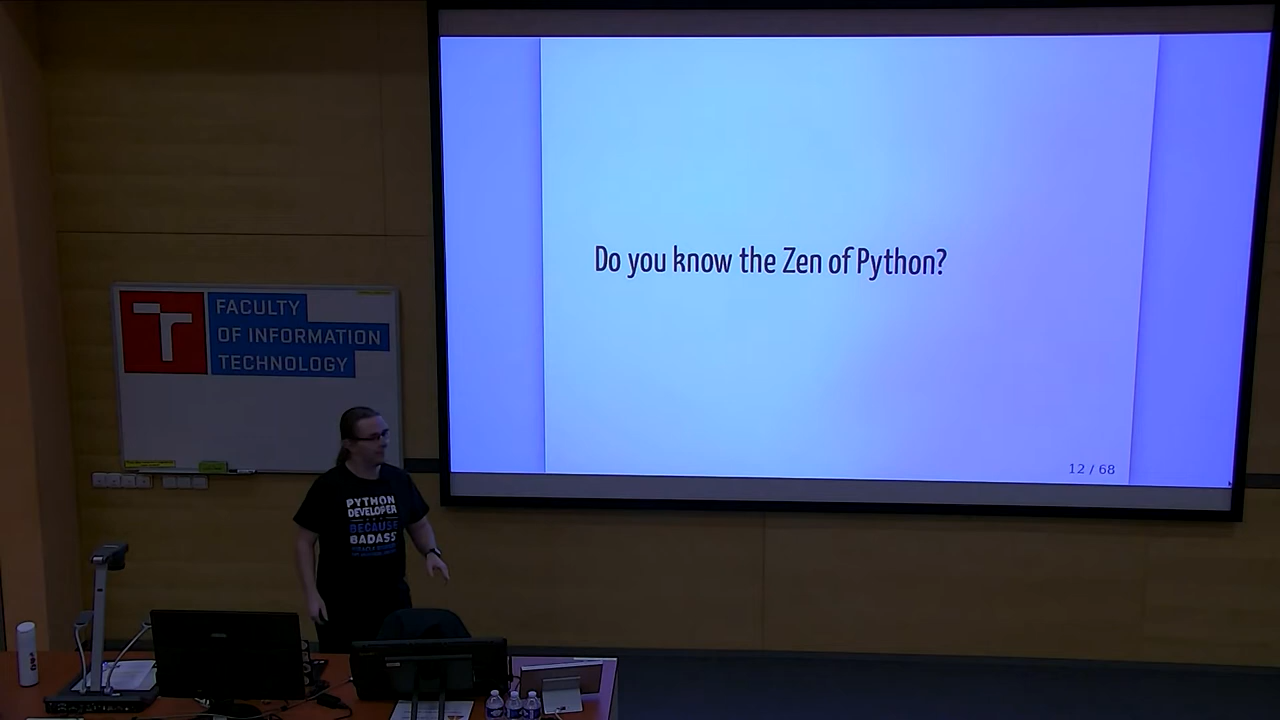 Do you know the Zen of Python?
12 / 68
FACULTY
OF INFORMATION
TECHNOLOGY
PYTHON
DEVELOPER
BECAUSE
BADASS